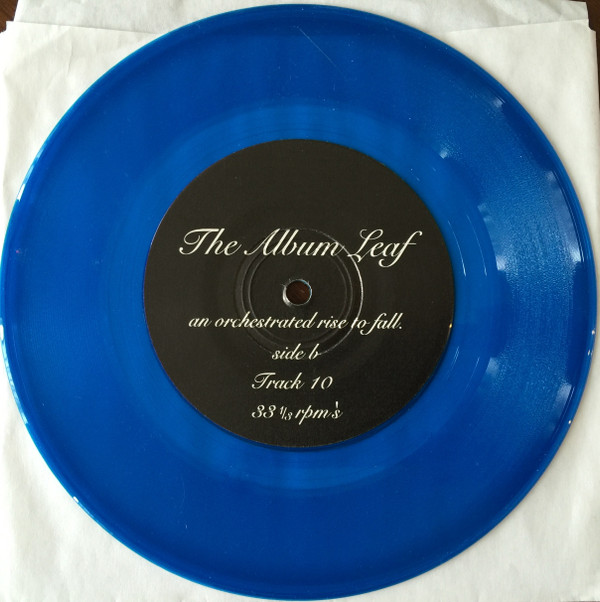 The Album Leaf
an orchestrated rise to fall.
side b
Track 10
33 1/3 rpm's